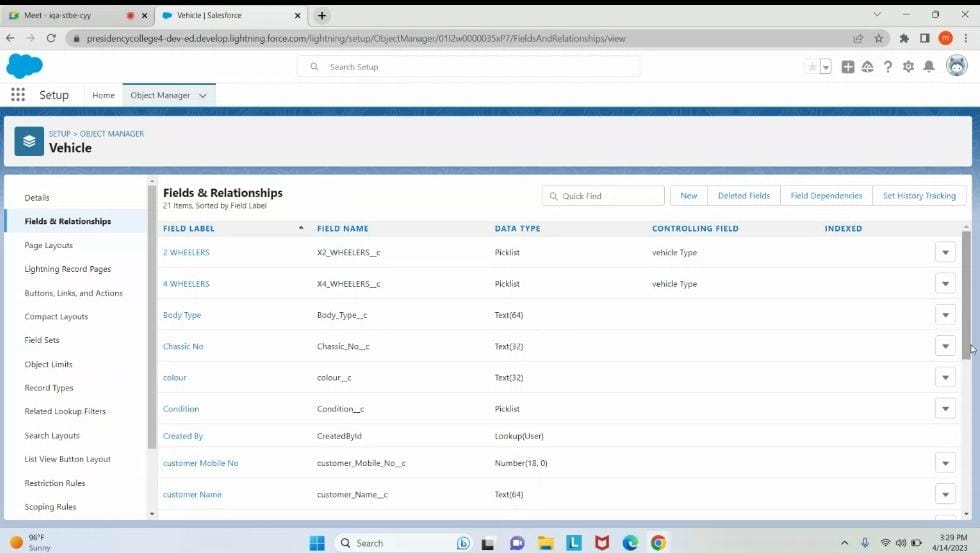 Meet - iqa-stbe-cyy
Vehicle | Salesforce
presidencycollege4-dev-ed.develop.lightning.force.com/lightning/setup/ObjectManager/01I2w0000035xP7/FieldsAndRelationships/view
m
Search Setup
Setup
Home
Object Manager
SETUP > OBJECT MANAGER
Vehicle
Details
Fields & Relationships
Page Layouts
Lightning Record Pages
Buttons, Links, and Actions
Compact Layouts
Field Sets
Object Limits
Record Types
Related Lookup Filters
Search Layouts
List View Button Layout
Restriction Rules
Scoping Rules
Fields & Relationships
21 Items, Sorted by Field Label
Quick Find
New
Deleted Fields
Field Dependencies
Set History Tracking
FIELD LABEL FIELD NAME DATA TYPE CONTROLLING FIELD INDEXED
2 WHEELERS X2_WHEELERS__c Picklist vehicle Type
4 WHEELERS X4_WHEELERS__c Picklist vehicle Type
Body Type Body_Type__c Text(64)
Chassic No Chassic_No__c Text(32)
colour colour__c Text(32)
Condition Condition__c Picklist
Created By CreatedById Lookup(User)
customer Mobile No customer_Mobile_No__c Number(18, 0)
customer Name customer_Name__c Text(64)
96°F
Sunny
Search
3:29 PM
4/14/2023